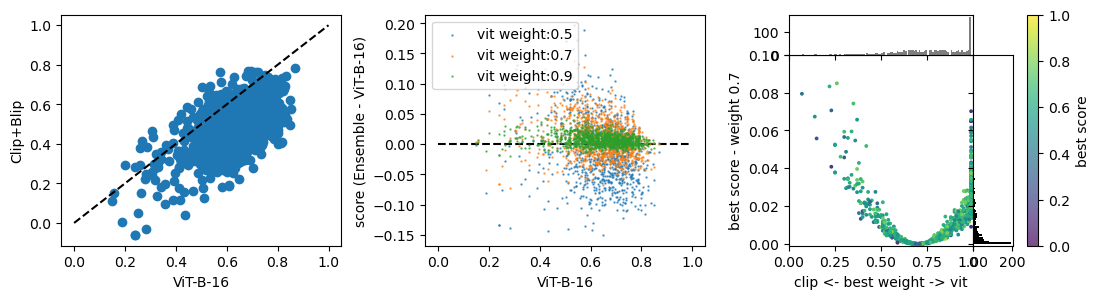 Clip+Blip
1.0
0.8
0.6
0.4
0.2
0.0
0.0 0.2 0.4 0.6 0.8 1.0
ViT-B-16
score (Ensemble - ViT-B-16)
0.20
0.15
0.10
0.05
0.00
−0.05
−0.10
−0.15
vit weight:0.5
vit weight:0.7
vit weight:0.9
0.0 0.2 0.4 0.6 0.8 1.0
ViT-B-16
100
0
best score - weight 0.7
0.10
0.08
0.06
0.04
0.02
0.00
0.00 0.25 0.50 0.75 1.00
clip <- best weight -> vit
0 200
1.0
0.8
0.6
0.4
0.2
0.0
best score